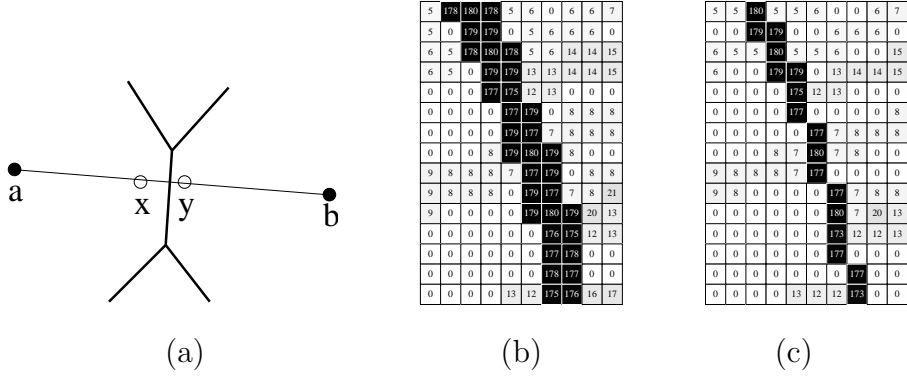 a
x
y
b
(a)
5 178 180 178 5 6 0 6 6 7
5 0 179 179 0 5 6 6 6 0
6 5 178 180 178 5 6 14 14 15
6 5 0 179 179 13 13 14 14 15
0 0 0 177 175 12 13 0 0 0
0 0 0 0 177 179 0 8 8 8
0 0 0 0 179 177 7 8 8 8
0 0 0 8 179 180 179 8 0 0
9 8 8 8 7 177 179 0 8 8
9 8 8 8 0 179 177 7 8 21
9 0 0 0 0 179 180 179 20 13
0 0 0 0 0 0 176 175 12 13
0 0 0 0 0 0 177 178 0 0
0 0 0 0 0 0 178 177 0 0
0 0 0 0 13 12 175 176 16 17
(b)
5 5 180 5 5 6 0 6 6 7
0 0 179 179 0 5 6 6 6 0
6 5 5 180 5 5 6 0 0 15
6 0 0 179 179 0 13 14 14 15
0 0 0 0 175 12 13 0 0 0
0 0 0 0 177 0 0 0 0 8
0 0 0 0 0 177 7 8 8 8
0 0 0 8 7 180 7 8 0 0
9 8 8 8 7 177 0 0 0 0
9 8 0 0 0 0 177 7 8 8
9 0 0 0 0 0 180 7 20 13
0 0 0 0 0 0 173 12 12 13
0 0 0 0 0 0 177 0 0 0
0 0 0 0 0 0 0 177 0 0
0 0 0 0 13 12 12 173 0 0
(c)